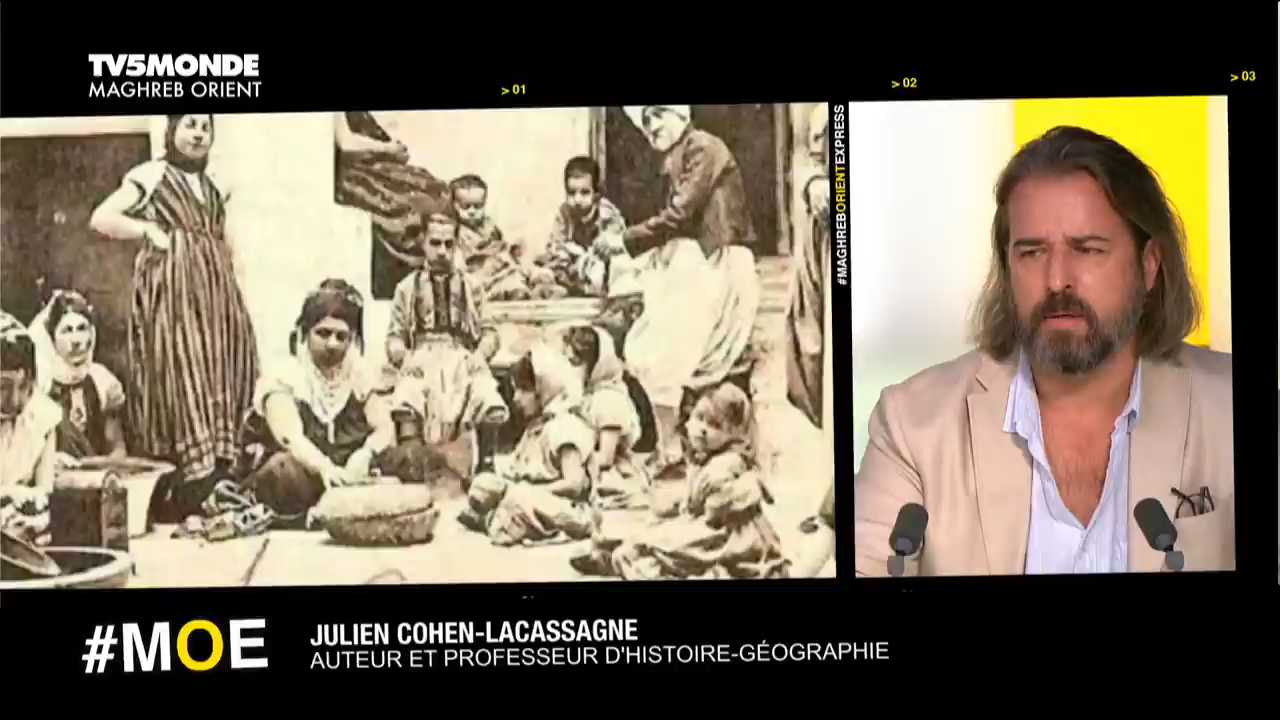 TV5MONDE
MAGHREB ORIENT
> 01
> 02
> 03
#MAGHREBORIENTEXPRESS
#MOE
JULIEN COHEN-LACASSAGNE
AUTEUR ET PROFESSEUR D'HISTOIRE-GÉOGRAPHIE